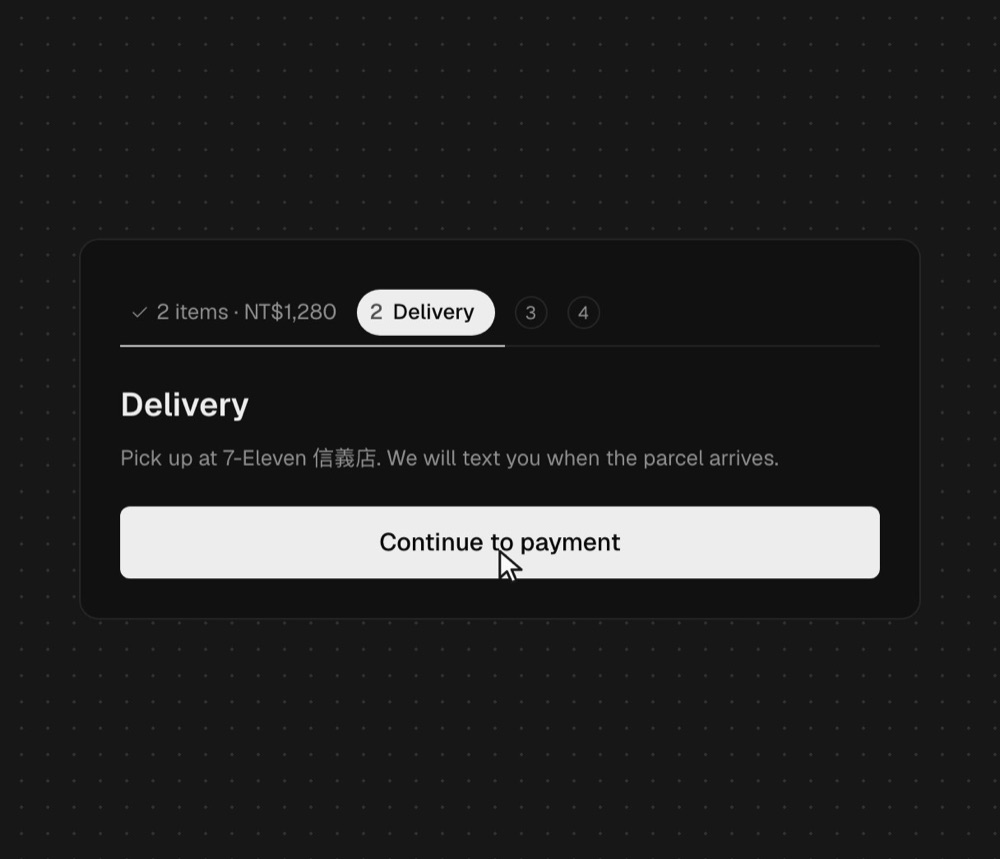 2 items · NT$1,280 2 Delivery 3 4
Delivery
Pick up at 7-Eleven 信義店. We will text you when the parcel arrives.
Continue to payment